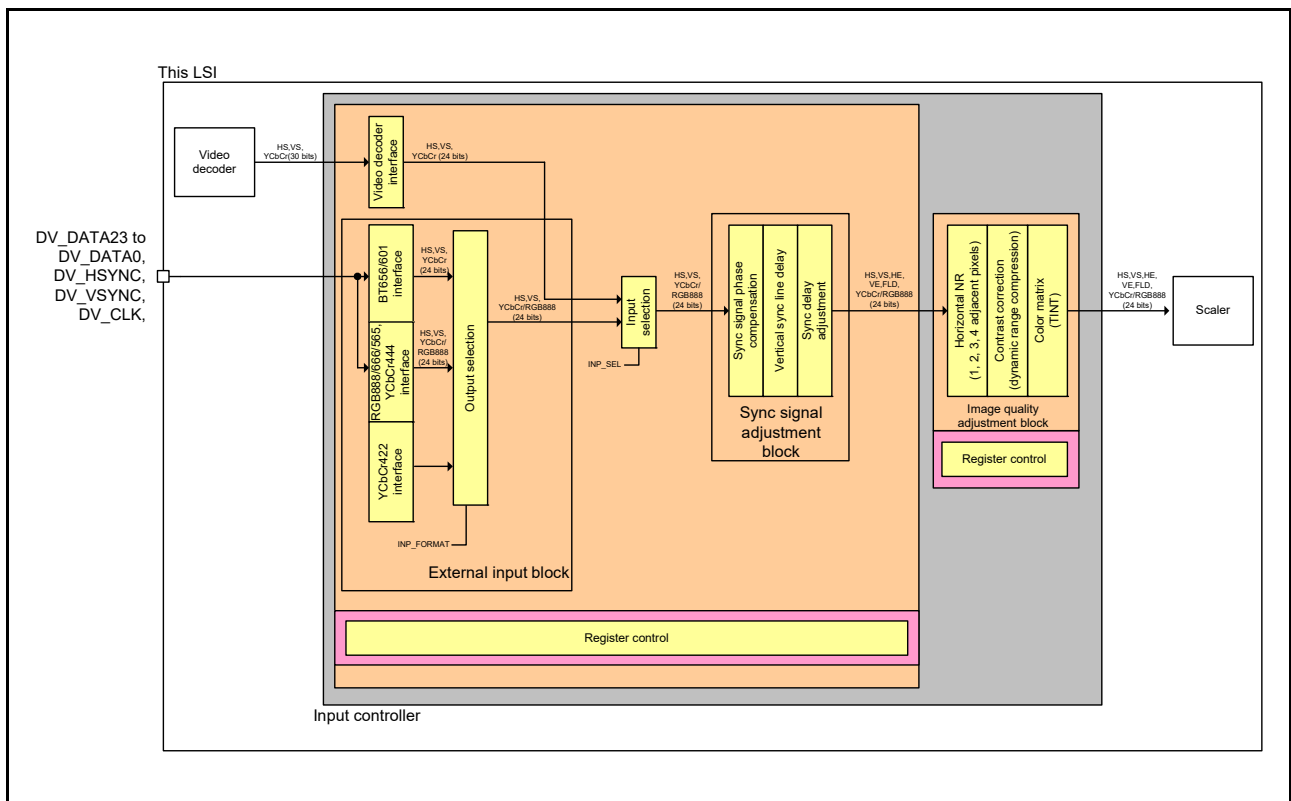 This LSI
Video
decoder
HS,VS,
YCbCr(30 bits)
Video decoder
interface
HS,VS,
YCbCr (24 bits)
DV_DATA23 to
DV_DATA0,
DV_HSYNC,
DV_VSYNC,
DV_CLK,
BT656/601
interface
HS,VS,
YCbCr
(24 bits)
RGB888/666/565,
YCbCr444
interface
HS,VS,
YCbCr/
RGB888
(24 bits)
YCbCr422
interface
Output selection
INP_FORMAT
External input block
HS,VS,
YCbCr/RGB888
(24 bits)
Input
selection
INP_SEL
HS,VS,
YCbCr/
RGB888
(24 bits)
Sync signal phase
compensation
Vertical sync line delay
Sync delay
adjustment
Sync signal
adjustment
block
HS,VS,HE,
VE,FLD,
YCbCr/RGB888
(24 bits)
Horizontal NR
(1, 2, 3, 4 adjacent pixels)
Contrast correction
(dynamic range compression)
Color matrix
(TINT)
Image quality
adjustment block
Register control
HS,VS,HE,
VE,FLD,
YCbCr/RGB888
(24 bits)
Scaler
Register control
Input controller